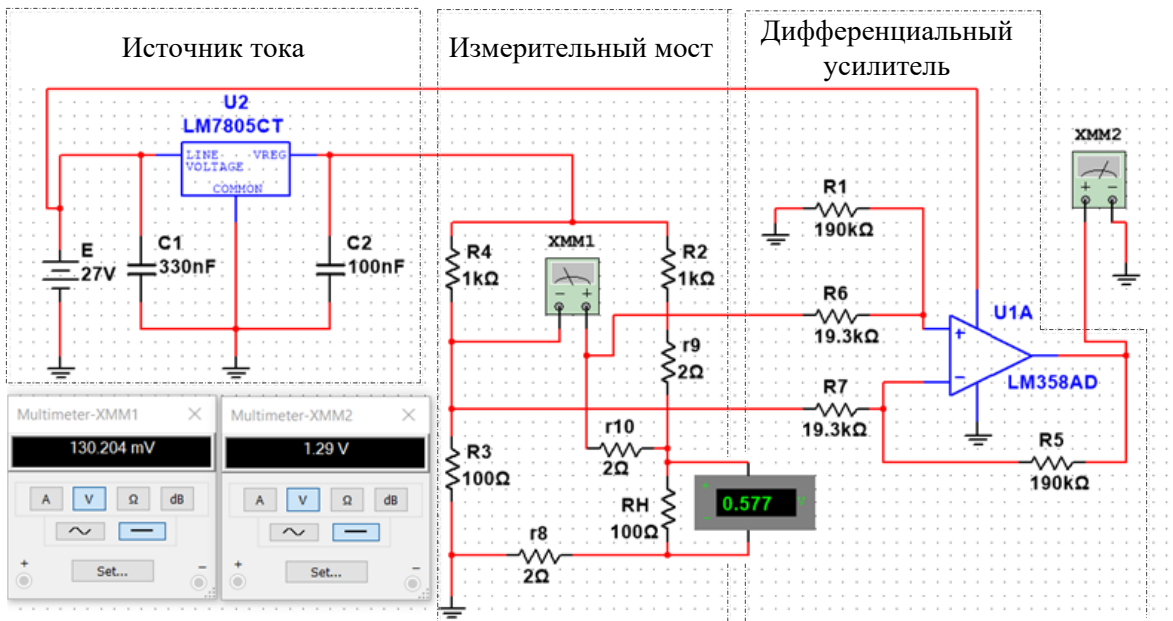 Источник тока
Измерительный мост
Дифференциальный
усилитель
U2
LM7805CT
LINE
VREG
VOLTAGE
COMMON
E
27V
C1
330nF
C2
100nF
R4
1kΩ
XMM1
R2
1kΩ
r9
2Ω
r10
2Ω
R3
100Ω
RH
100Ω
0.577
V
r8
2Ω
R1
190kΩ
R6
19.3kΩ
R7
19.3kΩ
U1A
LM358AD
R5
190kΩ
XMM2
Multimeter-XMM1
130.204 mV
A V Ω dB
Set...
+ −
Multimeter-XMM2
1.29 V
A V Ω dB
Set...
+ −